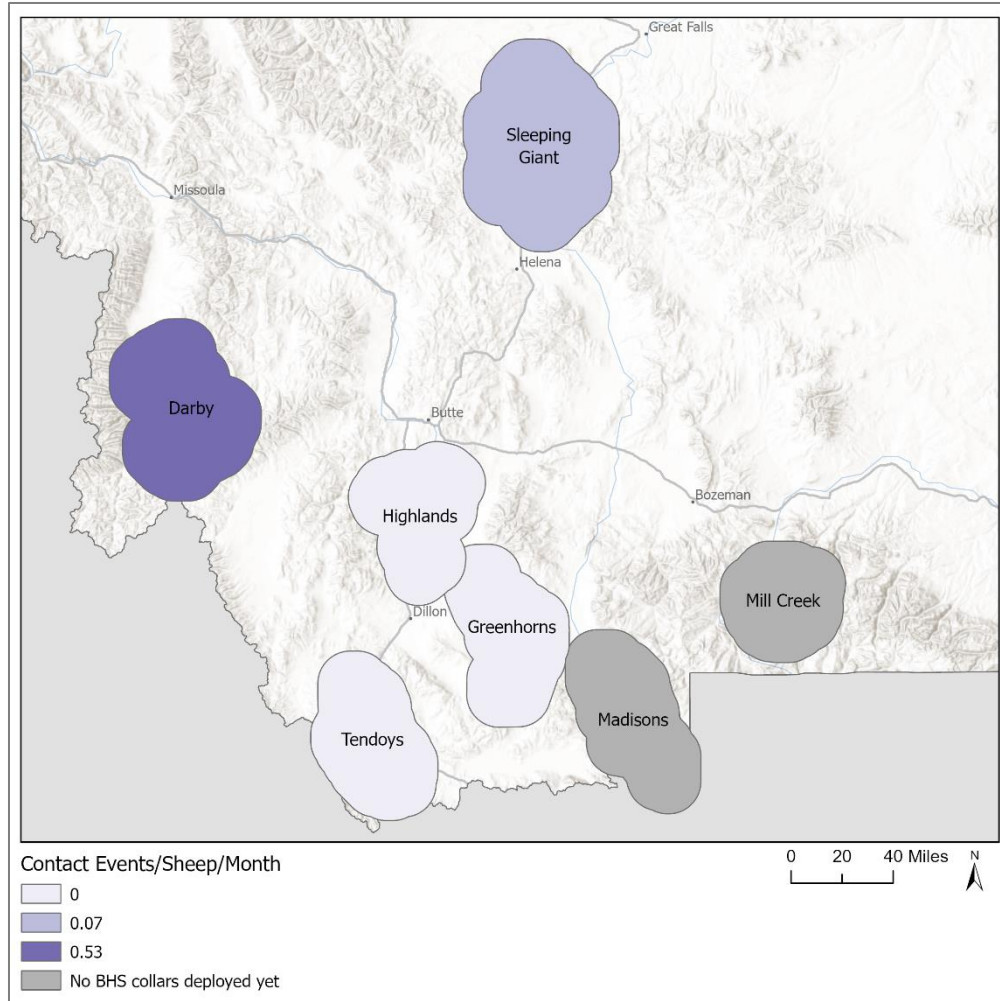 Great Falls
Sleeping
Giant
Missoula
Helena
Darby
Butte
Highlands
Bozeman
Mill Creek
Dillon
Greenhorns
Madisons
Tendoys
Contact Events/Sheep/Month
0
0.07
0.53
No BHS collars deployed yet
0 20 40 Miles
N